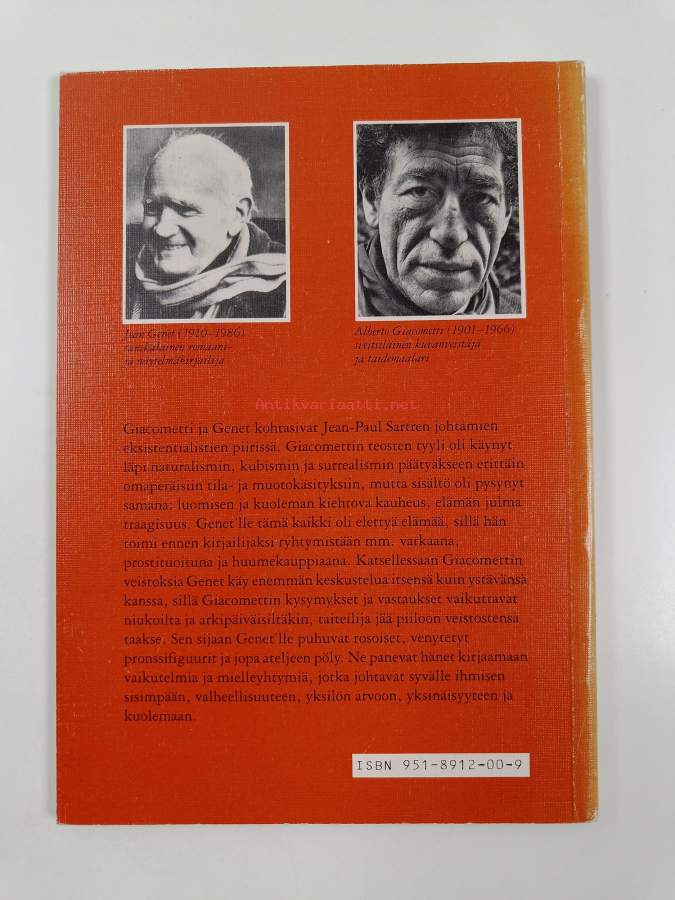 Jean Genet (1910–1986)
ranskalainen romaani-
ja näytelmäkirjailija
Alberto Giacometti (1901–1966)
sveitsiläinen kuvanveistäjä
ja taidemaalari
Antikvariaatti.net
Giacometti ja Genet kohtasivat Jean-Paul Sartren johtamien
eksistentialistien piirissä. Giacomettin teosten tyyli oli käynyt
läpi naturalismin, kubismin ja surrealismin päätyäkseen erittäin
omaperäisiin tila- ja muotokäsityksiin, mutta sisältö oli pysynyt
samana: luomisen ja kuoleman kiehtova kauheus, elämän julma
traagisuus. Genet'lle tämä kaikki oli elettyä elämää, sillä hän
toimi ennen kirjailijaksi ryhtymistään mm. varkaana,
prostituoituna ja huumekauppiaana. Katsellessaan Giacomettin
veistoksia Genet käy enemmän keskustelua itsensä kuin ystävänsä
kanssa, sillä Giacomettin kysymykset ja vastaukset vaikuttavat
niukoilta ja arkipäiväisiltäkin, taiteilija jää piiloon veistostensa
taakse. Sen sijaan Genet'lle puhuvat rosoiset, venytetyt
pronssifiguurit ja jopa ateljeen pöly. Ne panevat hänet kirjaamaan
vaikutelmia ja mielleyhtymiä, jotka johtavat syvälle ihmisen
sisimpään, valheellisuuteen, yksilön arvoon, yksinäisyyteen ja
kuolemaan.
ISBN 951-8912-00-9